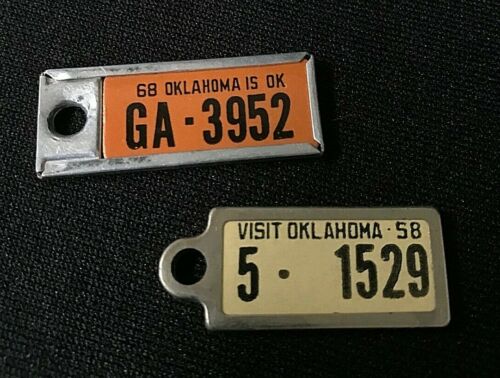 68 OKLAHOMA IS OK
GA - 3952
VISIT OKLAHOMA - 58
5 - 1529